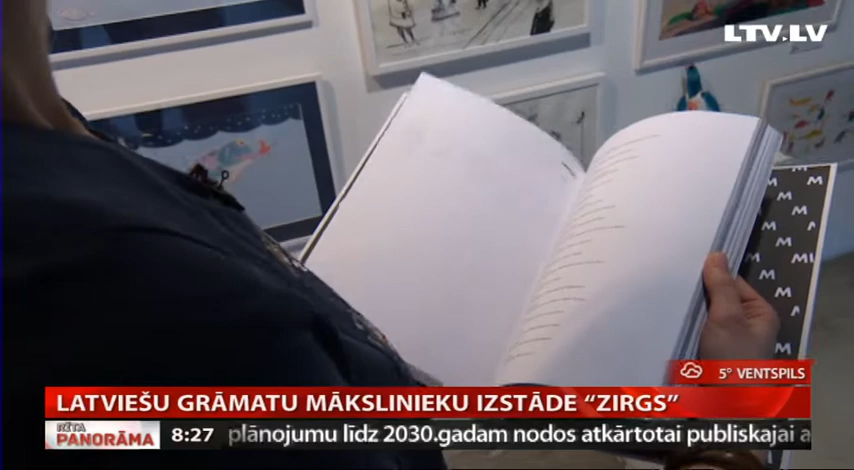 LTV.LV
5° VENTSPILS
LATVIEŠU GRĀMATU MĀKSLINIEKU IZSTĀDE “ZIRGS”
RĪTA
PANORĀMA
8:27 plānojumu līdz 2030.gadam nodos atkārtotai publiskajai a